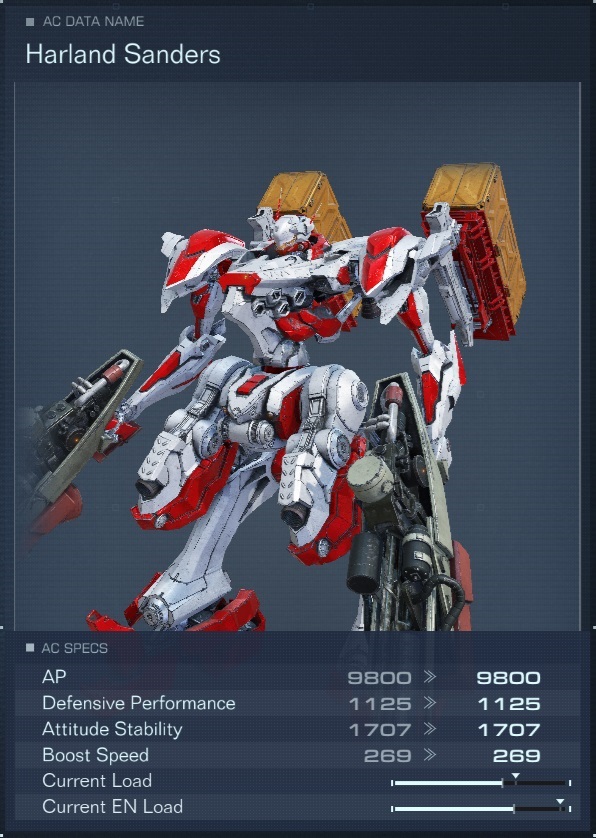 AC DATA NAME
Harland Sanders
AC SPECS
AP 9800 9800
Defensive Performance 1125 1125
Attitude Stability 1707 1707
Boost Speed 269 269
Current Load
Current EN Load